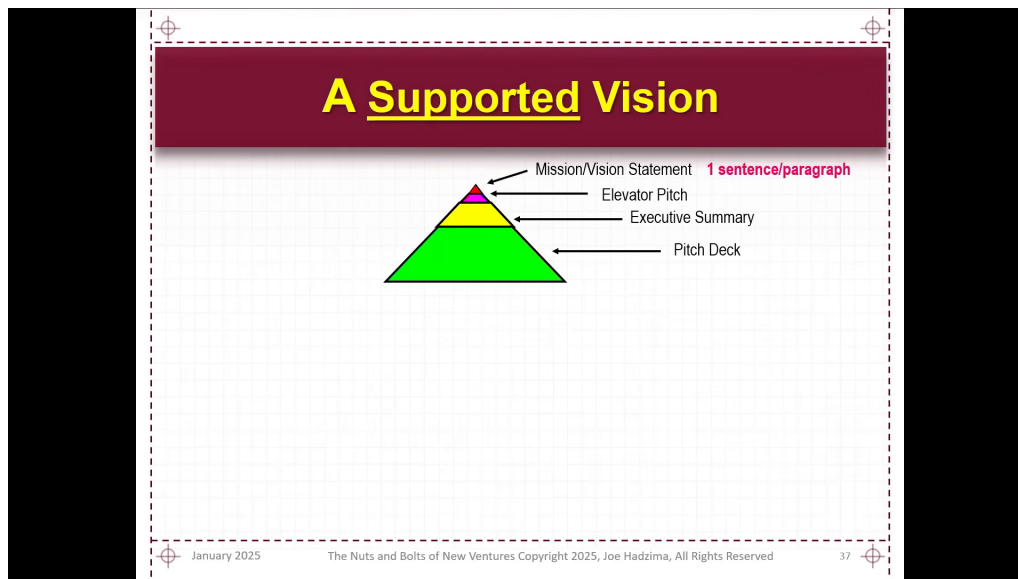 A Supported Vision
Mission/Vision Statement 1 sentence/paragraph
Elevator Pitch
Executive Summary
Pitch Deck
January 2025 The Nuts and Bolts of New Ventures Copyright 2025, Joe Hadzima, All Rights Reserved 37